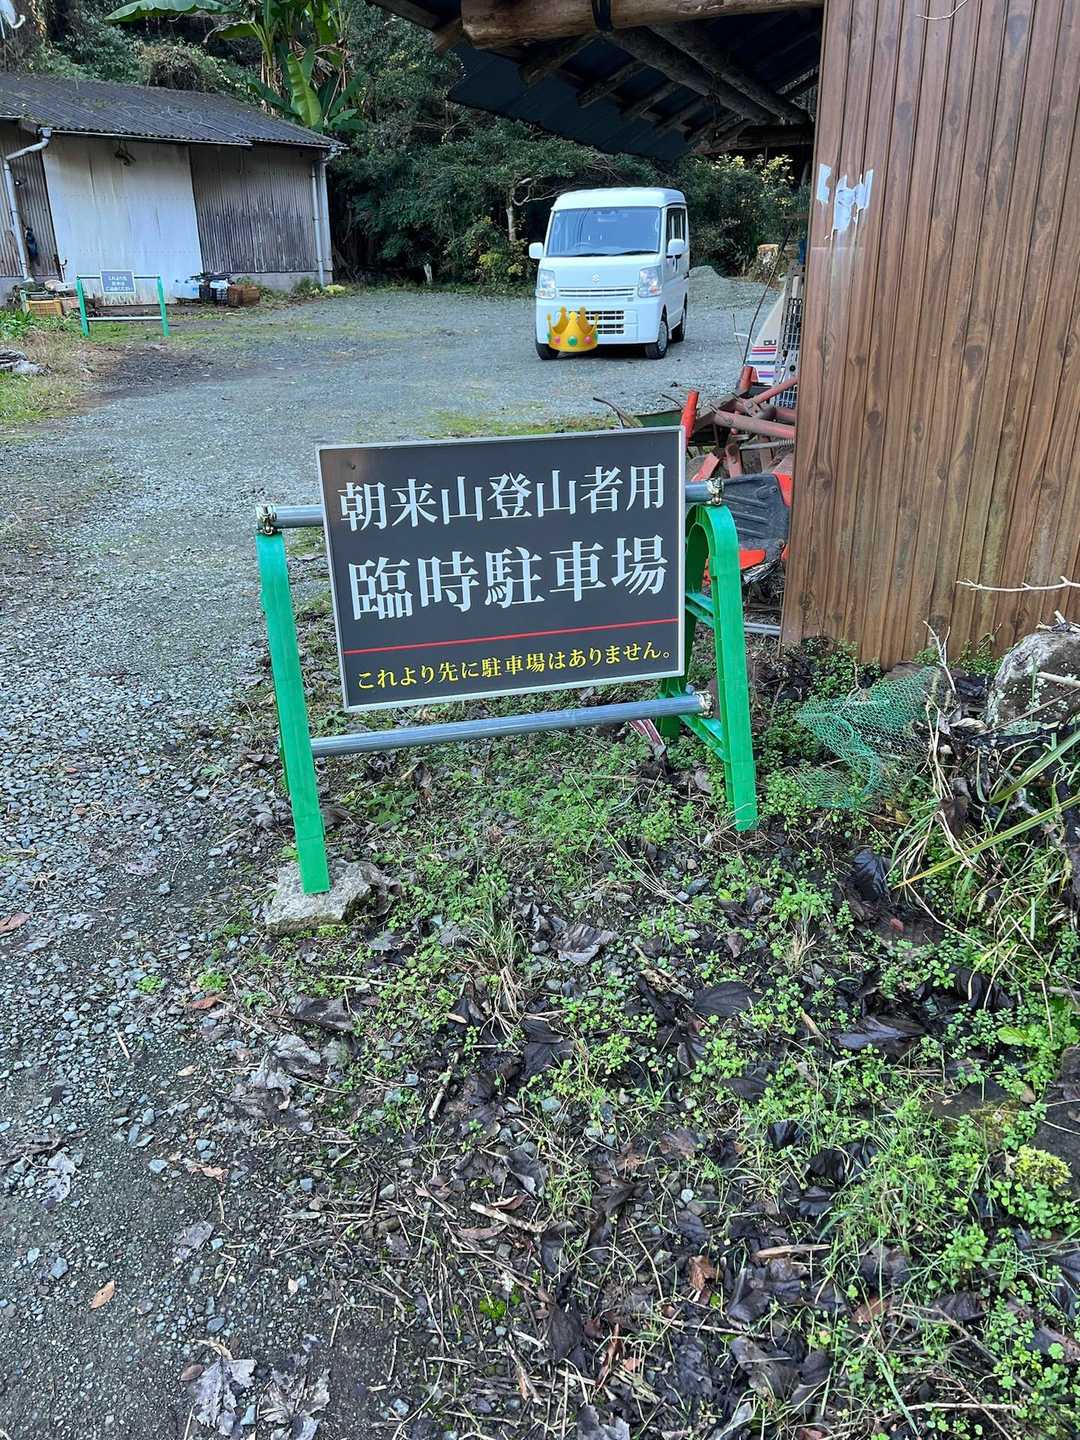 朝来山登山者用
臨時駐車場
これより先に駐車場はありません。